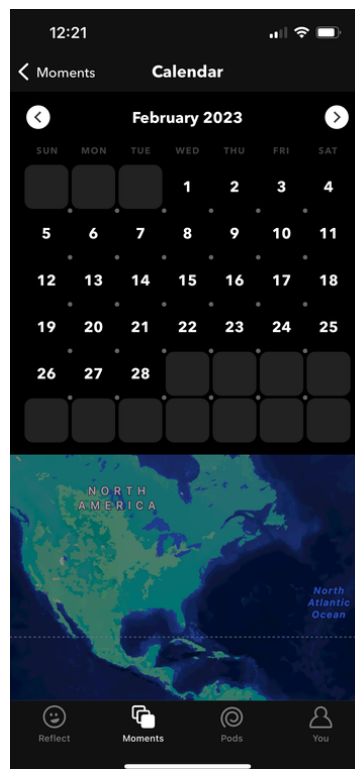 12:21
Moments Calendar
February 2023
SUN MON TUE WED THU FRI SAT
1 2 3 4
5 6 7 8 9 10 11
12 13 14 15 16 17 18
19 20 21 22 23 24 25
26 27 28
NORTH
AMERICA
North
Atlantic
Ocean
Reflect Moments Pods You